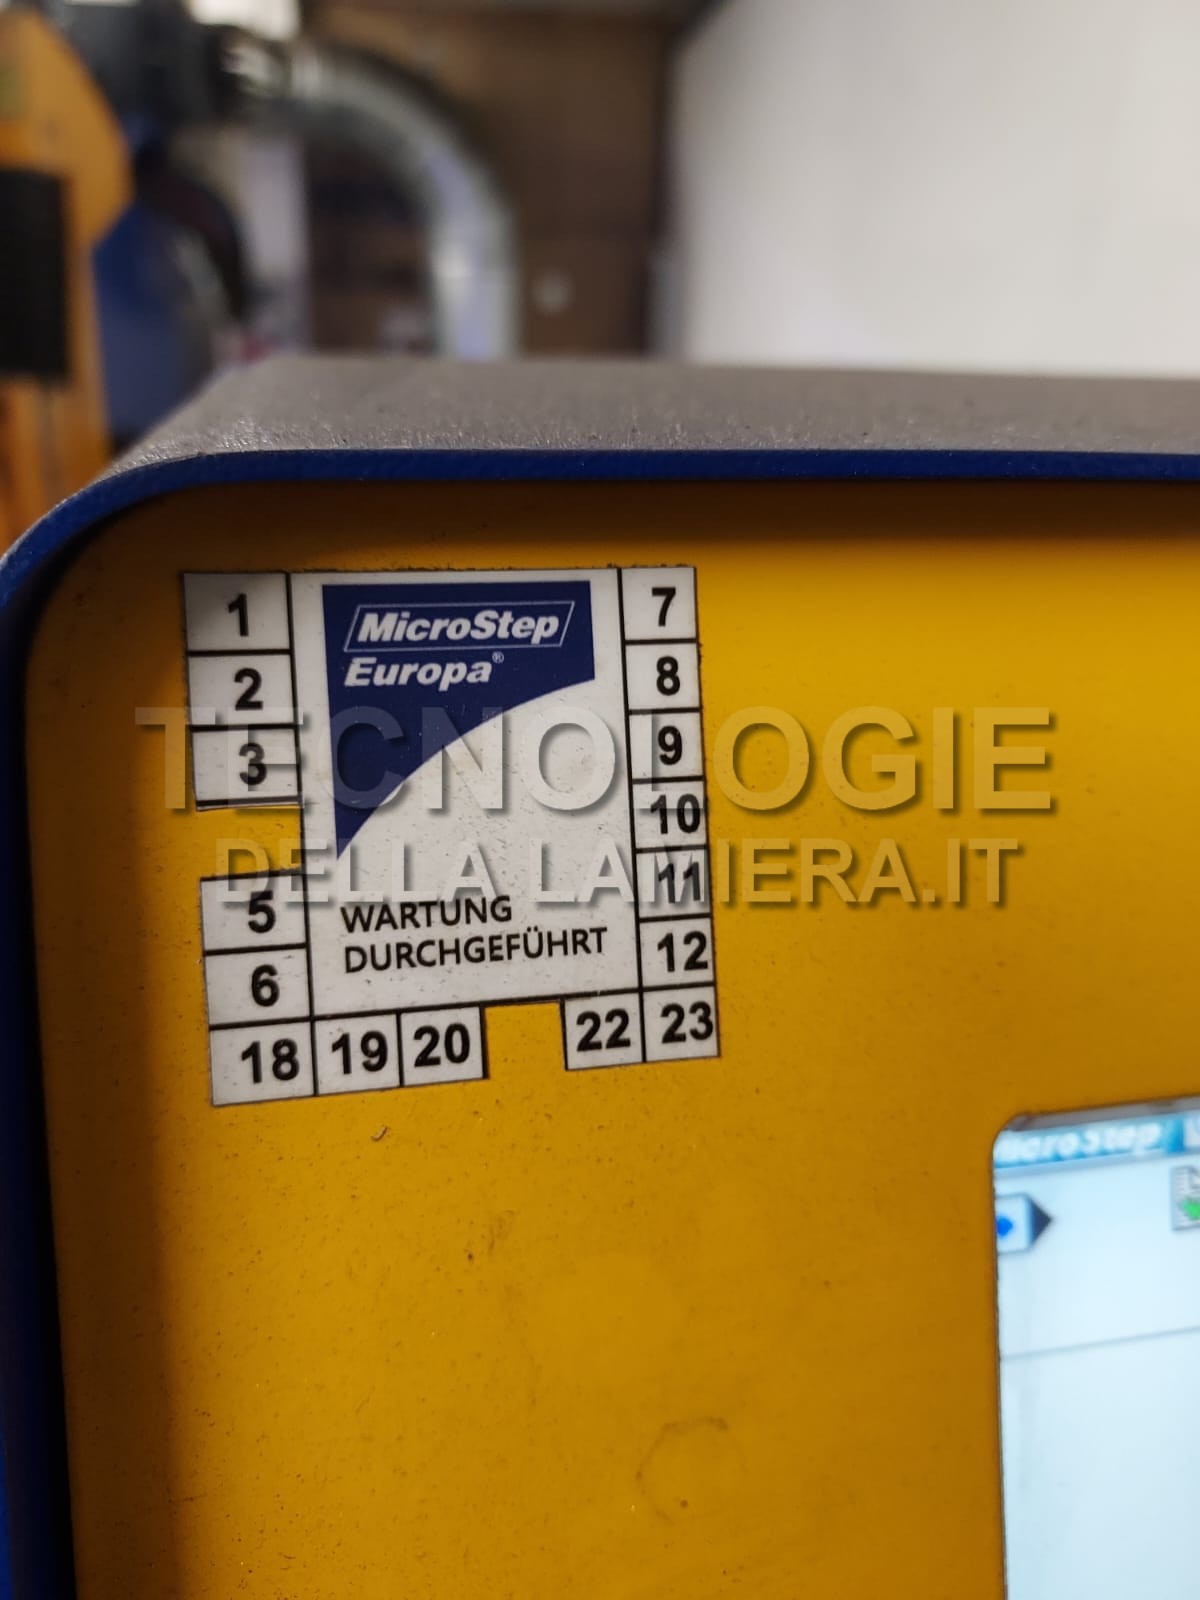 1
2
3
5
6
MicroStep
Europa®
WARTUNG
DURCHGEFÜHRT
7
8
9
10
11
12
18 19 20 22 23
TECNOLOGIE
DELLA LAMIERA.IT
MicroStep